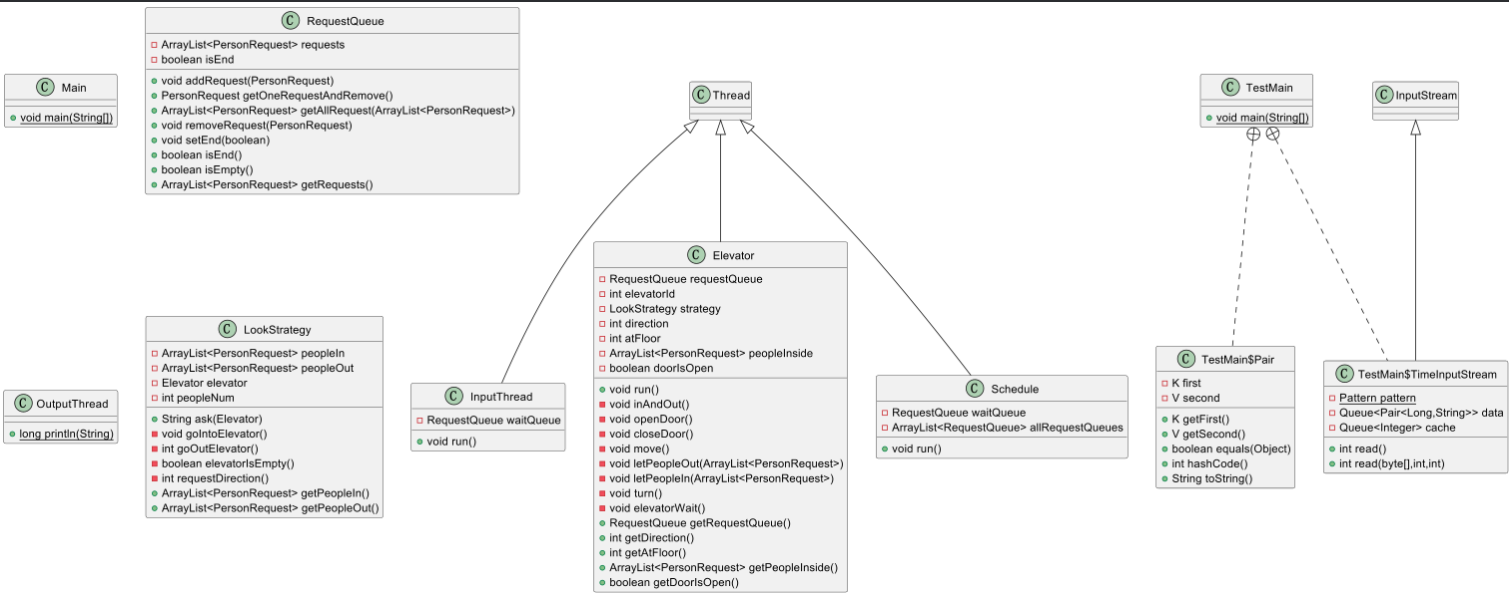 C RequestQueue
ArrayList<PersonRequest> requests
boolean isEnd
void addRequest(PersonRequest)
PersonRequest getOneRequestAndRemove()
ArrayList<PersonRequest> getAllRequest(ArrayList<PersonRequest>)
void removeRequest(PersonRequest)
void setEnd(boolean)
boolean isEnd()
boolean isEmpty()
ArrayList<PersonRequest> getRequests()
C Main
void main(String[])
C Thread
C TestMain
void main(String[])
C InputStream
C Elevator
RequestQueue requestQueue
int elevatorId
LookStrategy strategy
int direction
int atFloor
ArrayList<PersonRequest> peopleInside
boolean doorIsOpen
void run()
void inAndOut()
void openDoor()
void closeDoor()
void move()
void letPeopleOut(ArrayList<PersonRequest>)
void letPeopleIn(ArrayList<PersonRequest>)
void turn()
void elevatorWait()
RequestQueue getRequestQueue()
int getDirection()
int getAtFloor()
ArrayList<PersonRequest> getPeopleInside()
boolean getDoorIsOpen()
C LookStrategy
ArrayList<PersonRequest> peopleIn
ArrayList<PersonRequest> peopleOut
Elevator elevator
int peopleNum
String ask(Elevator)
void goIntoElevator()
int goOutElevator()
boolean elevatorIsEmpty()
int requestDirection()
ArrayList<PersonRequest> getPeopleIn()
ArrayList<PersonRequest> getPeopleOut()
C OutputThread
long println(String)
C InputThread
RequestQueue waitQueue
void run()
C Schedule
RequestQueue waitQueue
ArrayList<RequestQueue> allRequestQueues
void run()
C TestMain$Pair
K first
V second
K getFirst()
V getSecond()
boolean equals(Object)
int hashCode()
String toString()
C TestMain$TimeInputStream
Pattern pattern
Queue<Pair<Long,String>> data
Queue<Integer> cache
int read()
int read(byte[],int,int)